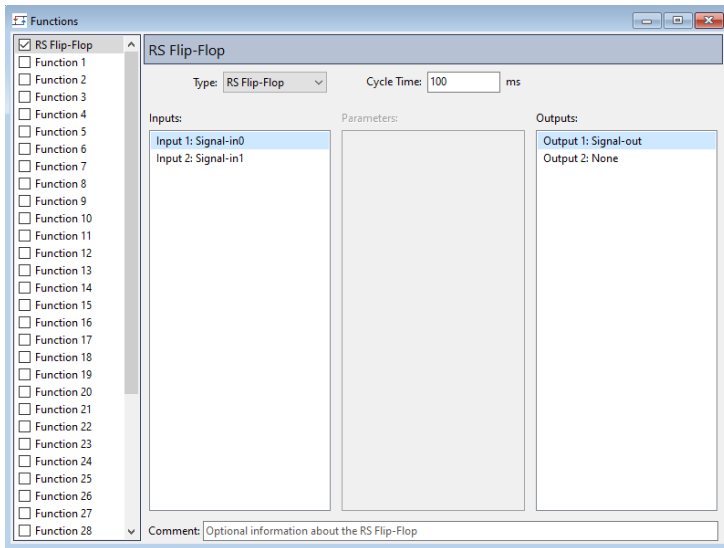 Functions
RS Flip-Flop
Function 1
Function 2
Function 3
Function 4
Function 5
Function 6
Function 7
Function 8
Function 9
Function 10
Function 11
Function 12
Function 13
Function 14
Function 15
Function 16
Function 17
Function 18
Function 19
Function 20
Function 21
Function 22
Function 23
Function 24
Function 25
Function 26
Function 27
Function 28
RS Flip-Flop
Type: RS Flip-Flop Cycle Time: 100 ms
Inputs:
Input 1: Signal-in0
Input 2: Signal-in1
Parameters:
Outputs:
Output 1: Signal-out
Output 2: None
Comment: Optional information about the RS Flip-Flop